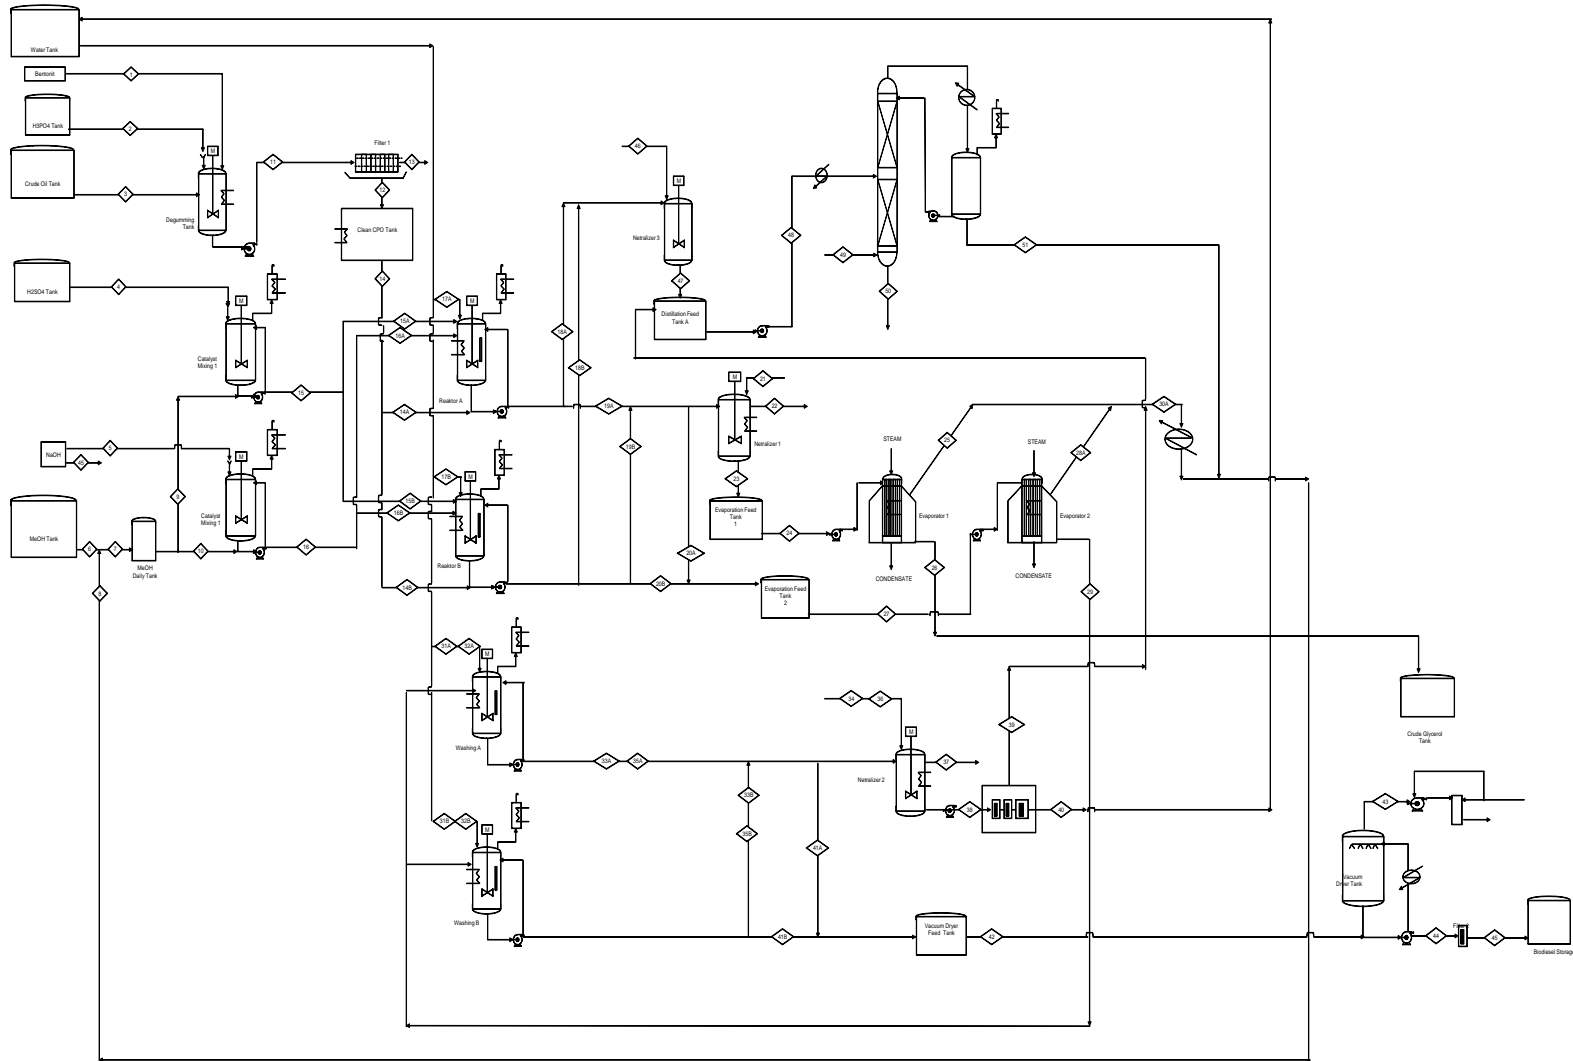 Water Tank
Bentonit
1
H3PO4 Tank
2
M
Crude Oil Tank
3
Degumming
Tank
11
Filter 1
13
12
Clean CPO Tank
14
H2SO4 Tank
4
M
Catalyst
Mixing 1
15
NaOH
5
45
M
Catalyst
Mixing 1
9
MeOH Tank
6
7
MeOH
Daily Tank
10
16
8
17A
M
15A
16A
Reaktor A
14A
17B
M
15B
16B
Reaktor B
14B
46
M
Netralizer 3
47
Distillation Feed
Tank A
18A
18B
48
49
50
51
19A
19B
M
21
22
Netralizer 1
23
Evaporation Feed
Tank
1
24
20A
20B
Evaporation Feed
Tank
2
27
STEAM
25
Evaporator 1
CONDENSATE
26
STEAM
28A
Evaporator 2
CONDENSATE
29
30A
31A
32A
M
Washing A
33A
35A
31B
32B
M
Washing B
33B
35B
41A
41B
34
36
M
Netralizer 2
37
38
39
40
Crude Glycerol
Tank
Vacuum Dryer
Feed Tank
42
43
Vacuum
Dryer Tank
44
45
Biodiesel Storage